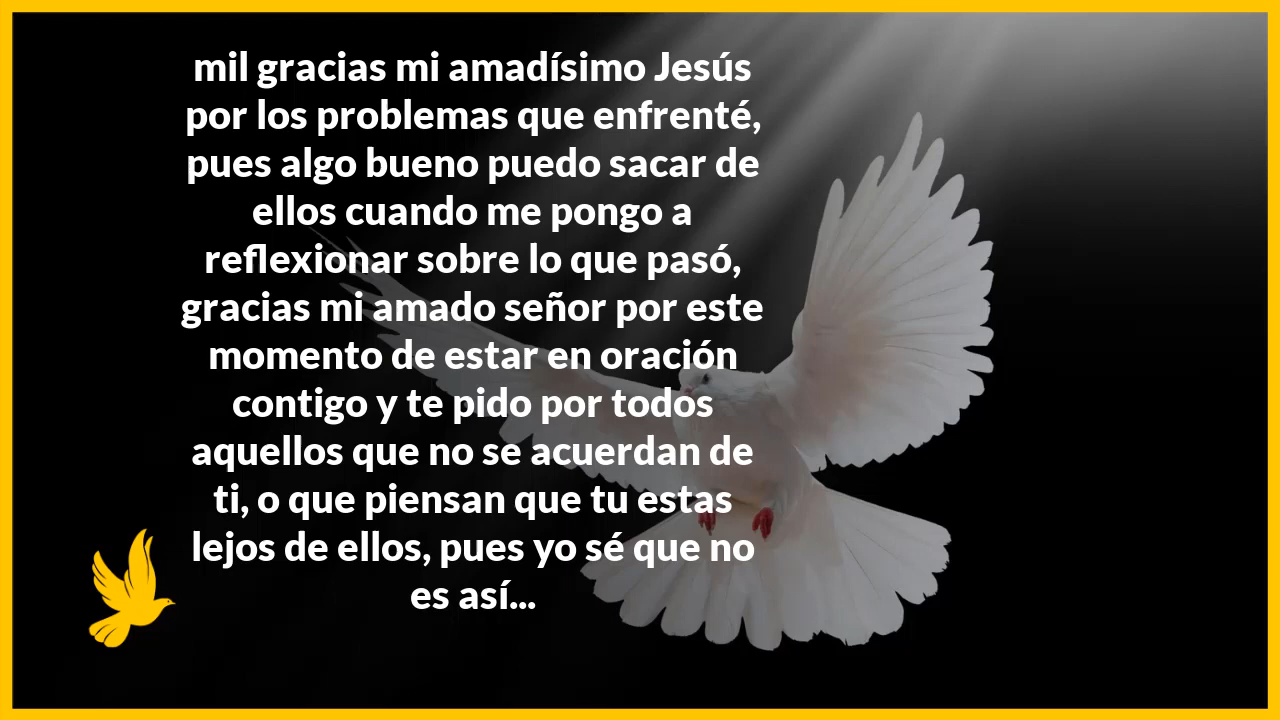 mil gracias mi amadísimo Jesús
por los problemas que enfrenté,
pues algo bueno puedo sacar de
ellos cuando me pongo a
reflexionar sobre lo que pasó,
gracias mi amado señor por este
momento de estar en oración
contigo y te pido por todos
aquellos que no se acuerdan de
ti, o que piensan que tu estas
lejos de ellos, pues yo sé que no
es así...